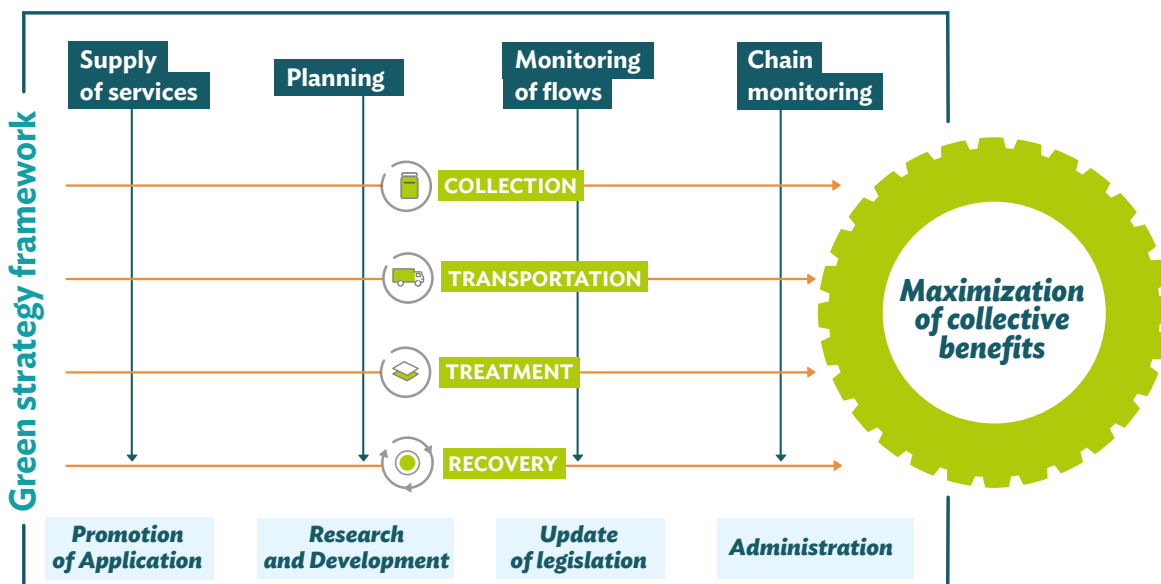 Green strategy framework
Supply
of services
Planning
Monitoring
of flows
Chain
monitoring
COLLECTION
TRANSPORTATION
TREATMENT
RECOVERY
Maximization
of collective
benefits
Promotion
of Application
Research
and Development
Update
of legislation
Administration